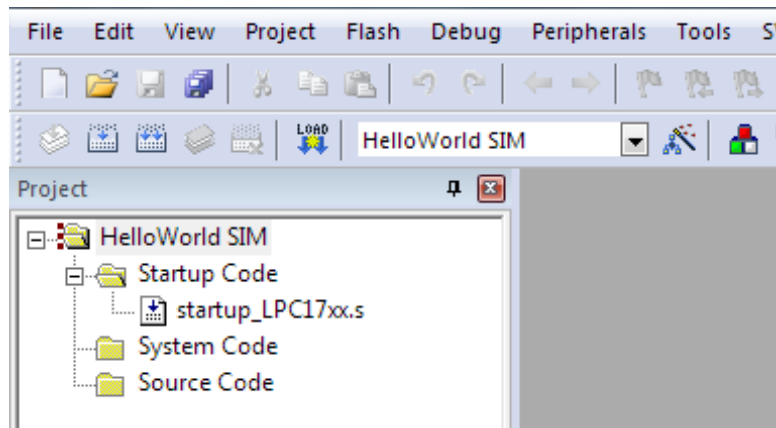 File Edit View Project Flash Debug Peripherals Tools
LOAD HelloWorld SIM
Project
HelloWorld SIM
Startup Code
startup_LPC17xx.s
System Code
Source Code